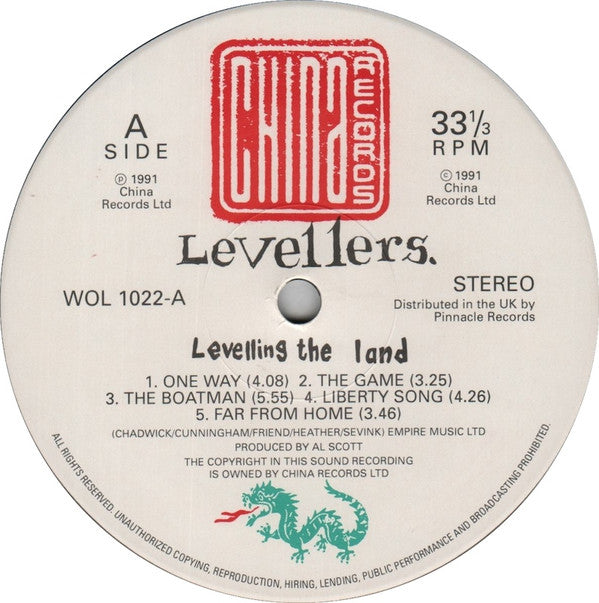 CHINA
RECORDS
A
SIDE
℗ 1991
China
Records Ltd
33⅓
RPM
© 1991
China
Records Ltd
Levellers.
WOL 1022-A
STEREO
Distributed in the UK by
Pinnacle Records
Levelling the land
1. ONE WAY (4.08) 2. THE GAME (3.25)
3. THE BOATMAN (5.55) 4. LIBERTY SONG (4.26)
5. FAR FROM HOME (3.46)
(CHADWICK/CUNNINGHAM/FRIEND/HEATHER/SEVINK) EMPIRE MUSIC LTD
PRODUCED BY AL SCOTT
THE COPYRIGHT IN THIS SOUND RECORDING
IS OWNED BY CHINA RECORDS LTD
ALL RIGHTS RESERVED. UNAUTHORIZED COPYING, REPRODUCTION, HIRING, LENDING, PUBLIC PERFORMANCE AND BROADCASTING PROHIBITED.